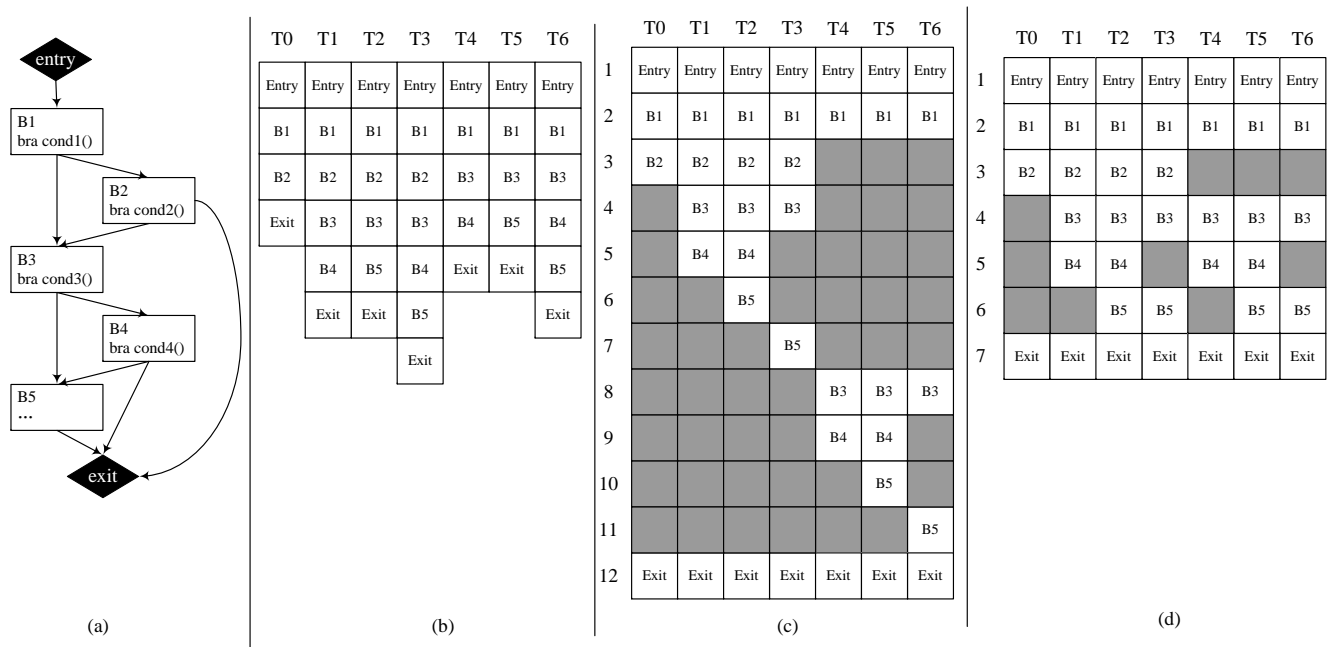 entry
B1
bra cond1()
B2
bra cond2()
B3
bra cond3()
B4
bra cond4()
B5
...
exit
(a)
T0 T1 T2 T3 T4 T5 T6
Entry Entry Entry Entry Entry Entry Entry
B1 B1 B1 B1 B1 B1 B1
B2 B2 B2 B2 B3 B3 B3
Exit B3 B3 B3 B4 B5 B4
B4 B5 B4 Exit Exit B5
Exit Exit B5 Exit
Exit
(b)
T0 T1 T2 T3 T4 T5 T6
1 Entry Entry Entry Entry Entry Entry Entry
2 B1 B1 B1 B1 B1 B1 B1
3 B2 B2 B2 B2
4 B3 B3 B3
5 B4 B4
6 B5
7 B5
8 B3 B3 B3
9 B4 B4
10 B5
11 B5
12 Exit Exit Exit Exit Exit Exit Exit
(c)
T0 T1 T2 T3 T4 T5 T6
1 Entry Entry Entry Entry Entry Entry Entry
2 B1 B1 B1 B1 B1 B1 B1
3 B2 B2 B2 B2
4 B3 B3 B3 B3 B3 B3
5 B4 B4 B4 B4
6 B5 B5 B5 B5
7 Exit Exit Exit Exit Exit Exit Exit
(d)